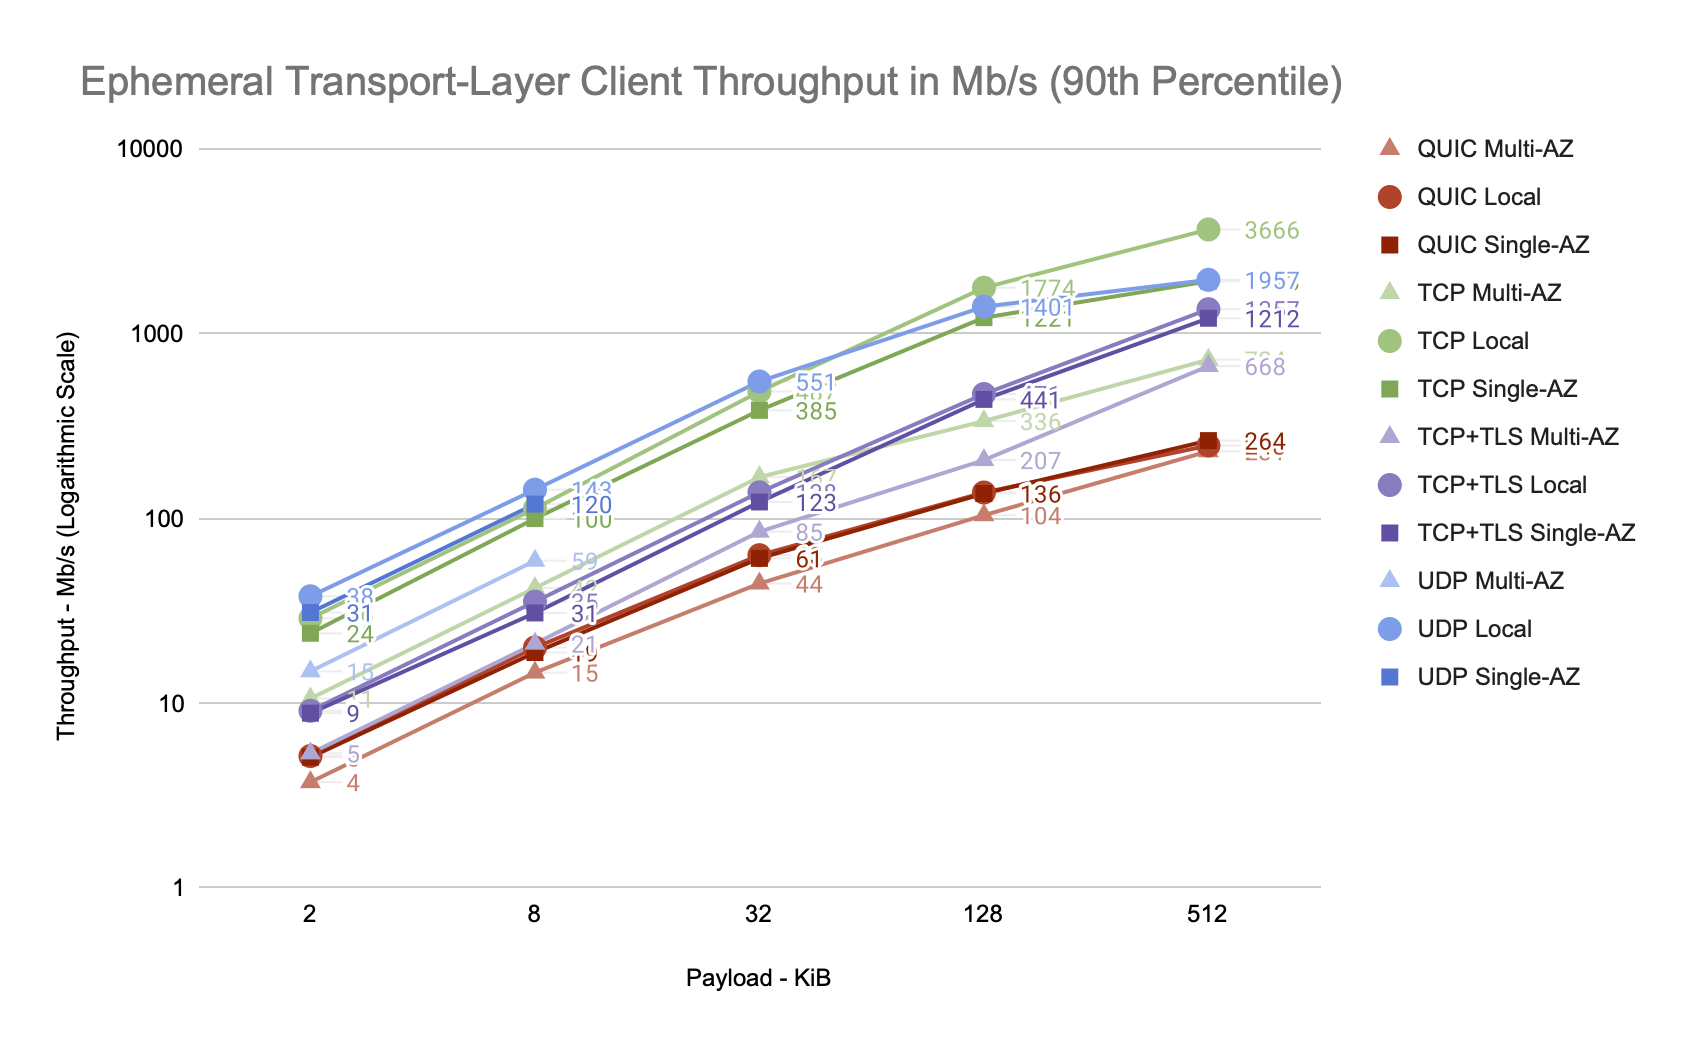 Ephemeral Transport-Layer Client Throughput in Mb/s (90th Percentile)
Throughput - Mb/s (Logarithmic Scale)
10000
1000
100
10
1
3666
1957
1774
1401
1221
1212
668
551
385
441
336
264
207
143
120
100
123
136
104
85
59
61
44
38
31
24
35
31
21
15
15
9
5
4
2 8 32 128 512
Payload - KiB
QUIC Multi-AZ
QUIC Local
QUIC Single-AZ
TCP Multi-AZ
TCP Local
TCP Single-AZ
TCP+TLS Multi-AZ
TCP+TLS Local
TCP+TLS Single-AZ
UDP Multi-AZ
UDP Local
UDP Single-AZ